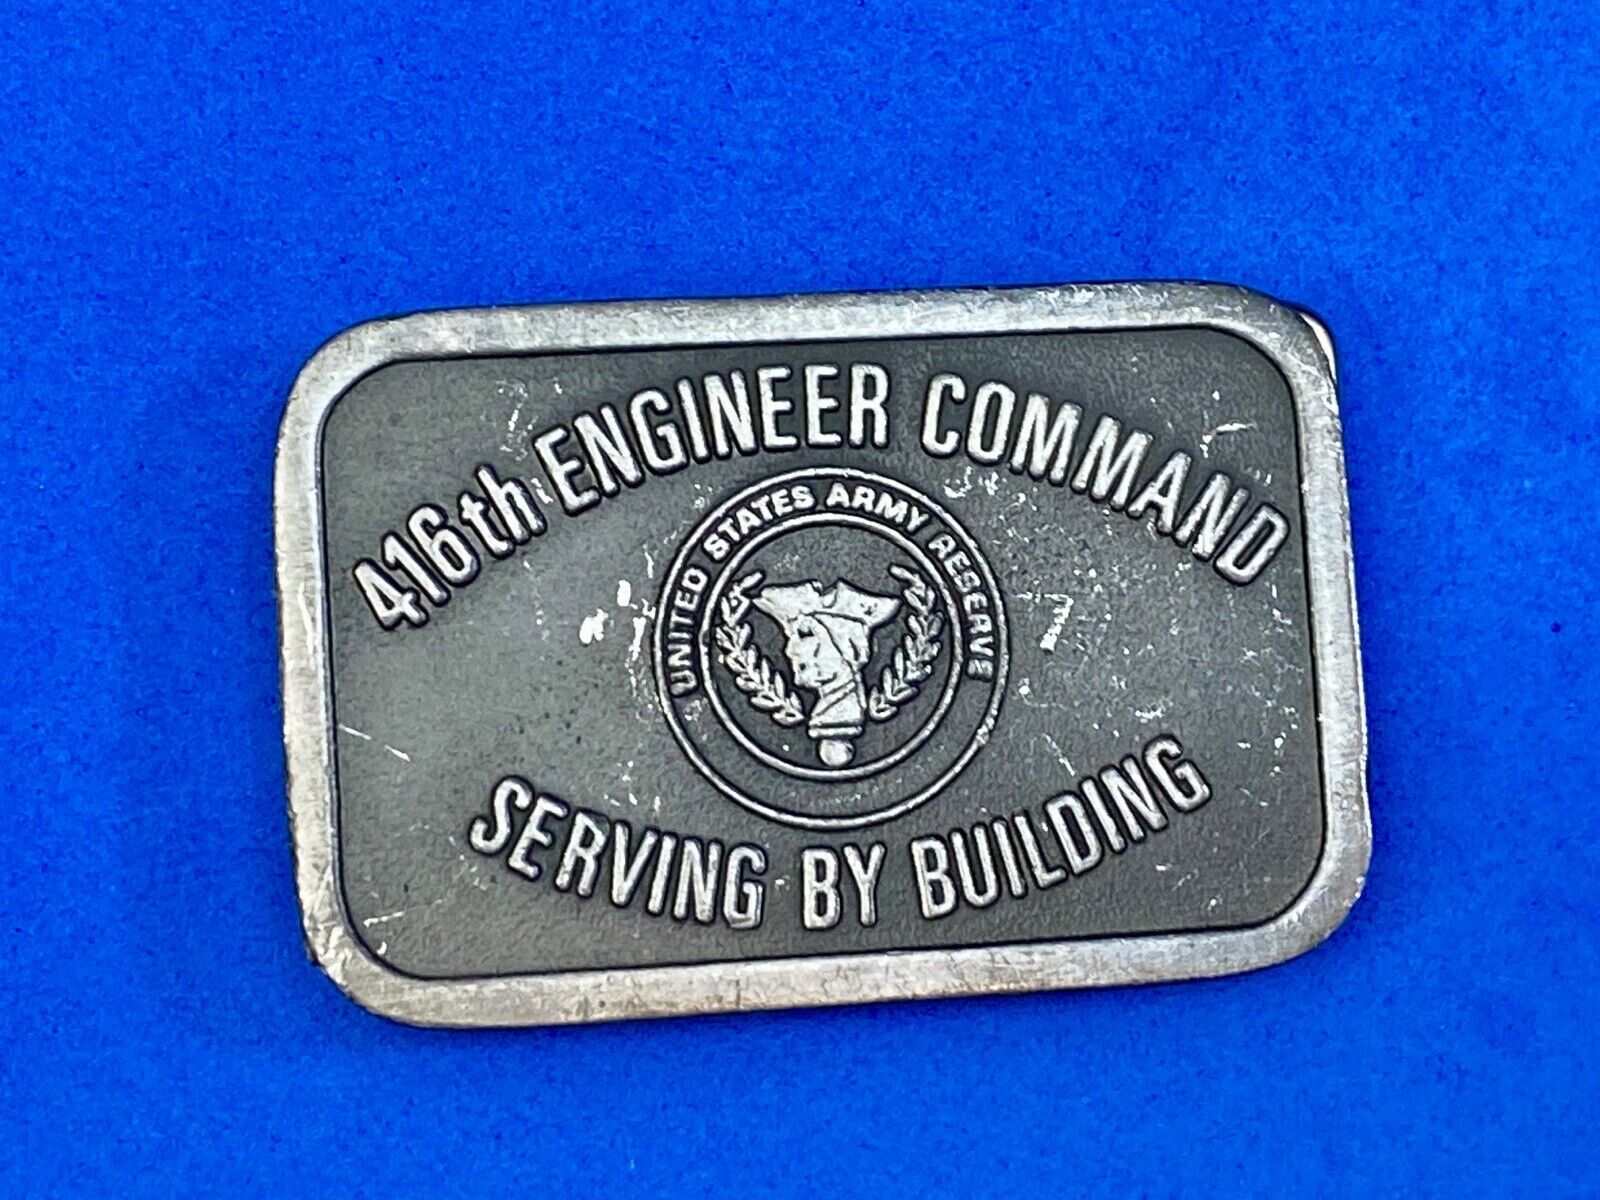 416th ENGINEER COMMAND
UNITED STATES ARMY RESERVE
SERVING BY BUILDING